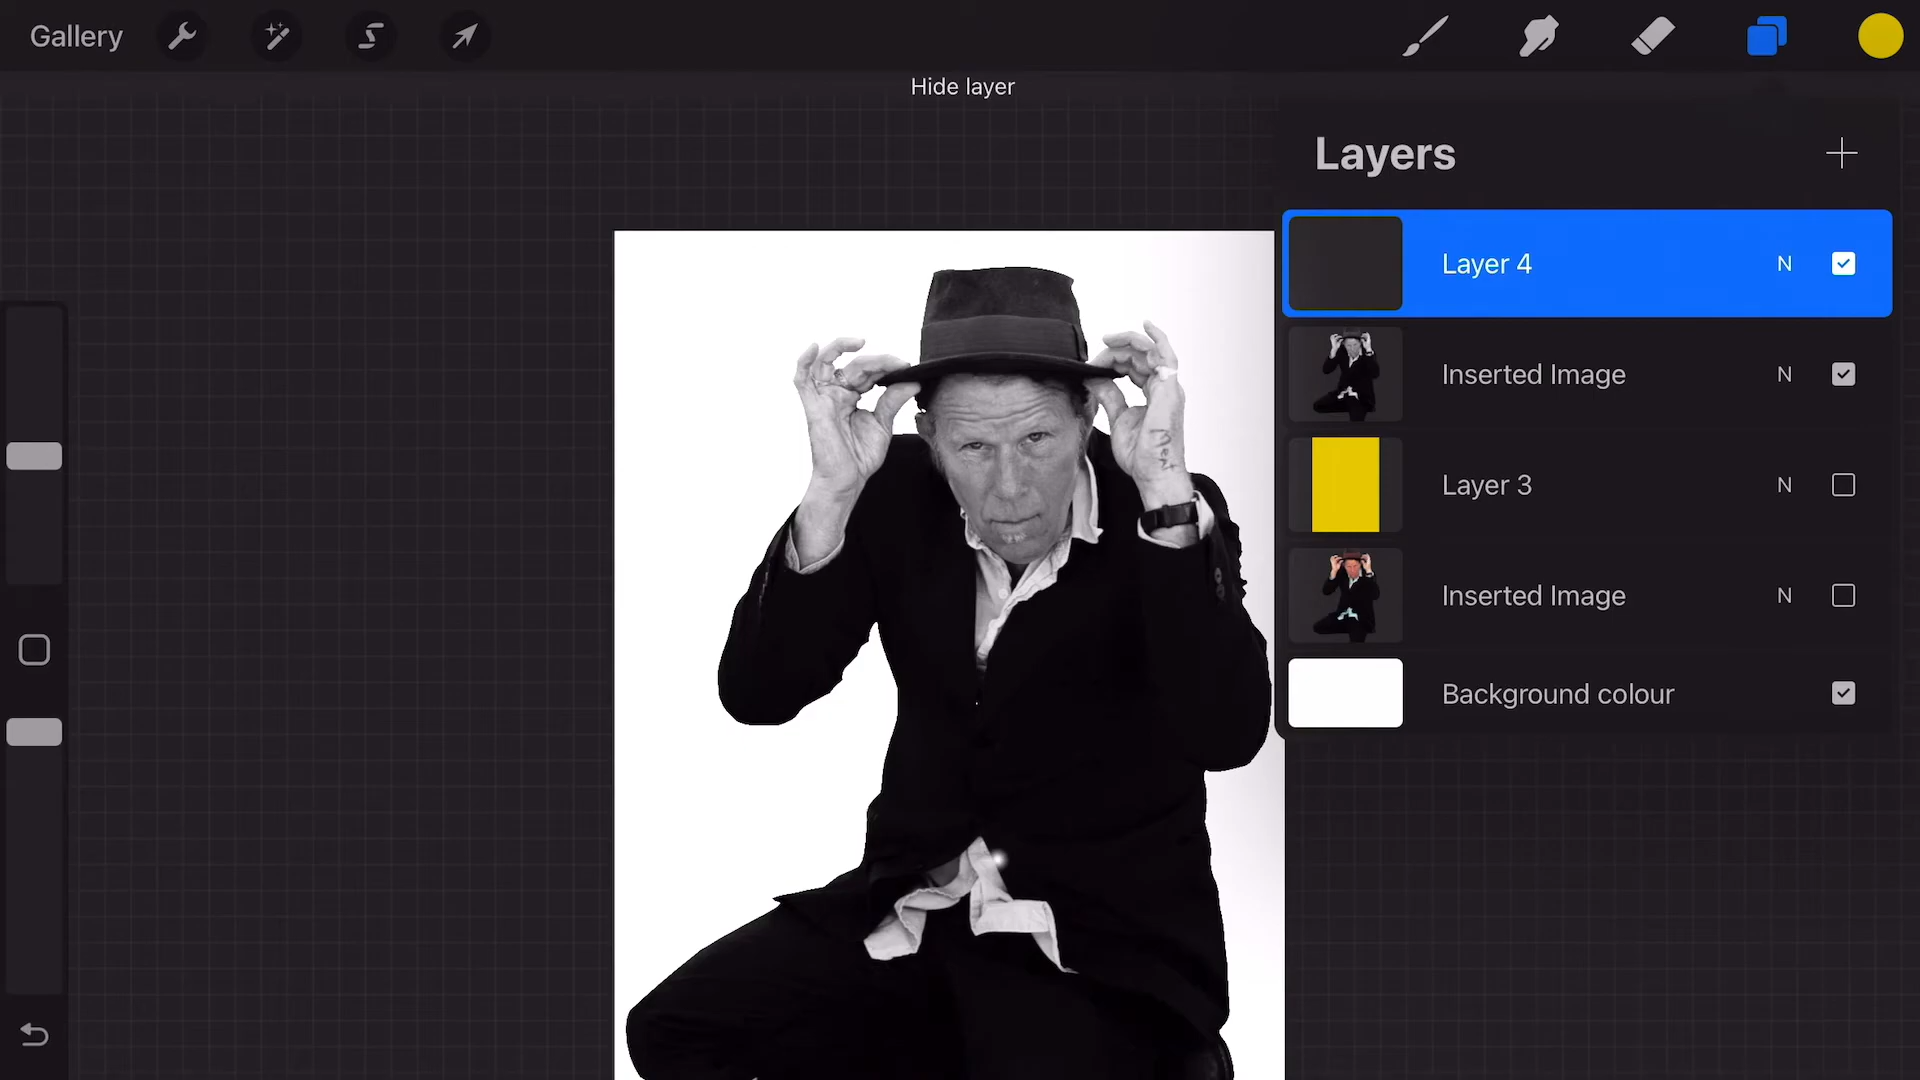 Gallery
Hide layer
Layers
Layer 4 N
Inserted Image N
Layer 3 N
Inserted Image N
Background colour